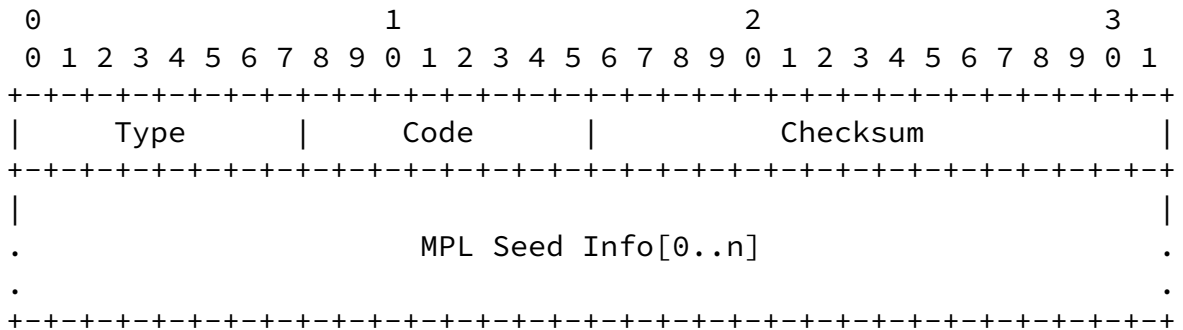 0                   1                   2                   3
 0 1 2 3 4 5 6 7 8 9 0 1 2 3 4 5 6 7 8 9 0 1 2 3 4 5 6 7 8 9 0 1
+-+-+-+-+-+-+-+-+-+-+-+-+-+-+-+-+-+-+-+-+-+-+-+-+-+-+-+-+-+-+-+-+
|     Type      |     Code      |          Checksum             |
+-+-+-+-+-+-+-+-+-+-+-+-+-+-+-+-+-+-+-+-+-+-+-+-+-+-+-+-+-+-+-+-+
|                                                               |
.                      MPL Seed Info[0..n]                      .
.                                                               .
+-+-+-+-+-+-+-+-+-+-+-+-+-+-+-+-+-+-+-+-+-+-+-+-+-+-+-+-+-+-+-+-+